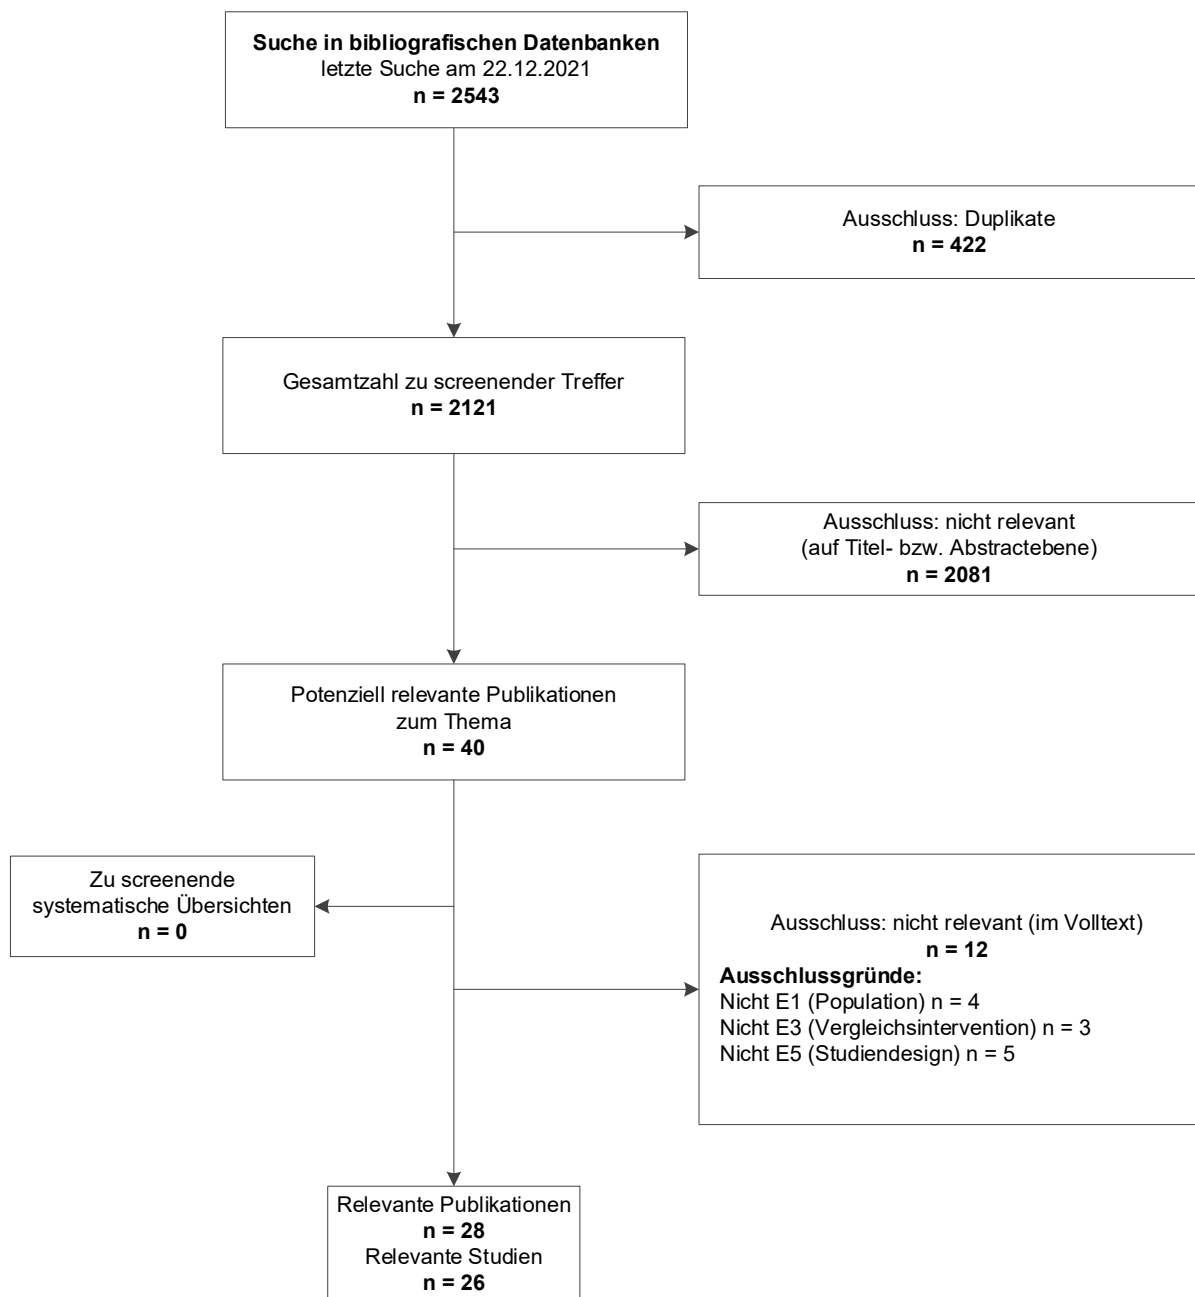 Suche in bibliografischen Datenbanken
letzte Suche am 22.12.2021
n = 2543
Ausschluss: Duplikate
n = 422
Gesamtzahl zu screenender Treffer
n = 2121
Ausschluss: nicht relevant
(auf Titel- bzw. Abstractebene)
n = 2081
Potenziell relevante Publikationen
zum Thema
n = 40
Zu screenende
systematische Übersichten
n = 0
Ausschluss: nicht relevant (im Volltext)
n = 12
Ausschlussgründe:
Nicht E1 (Population) n = 4
Nicht E3 (Vergleichsintervention) n = 3
Nicht E5 (Studiendesign) n = 5
Relevante Publikationen
n = 28
Relevante Studien
n = 26